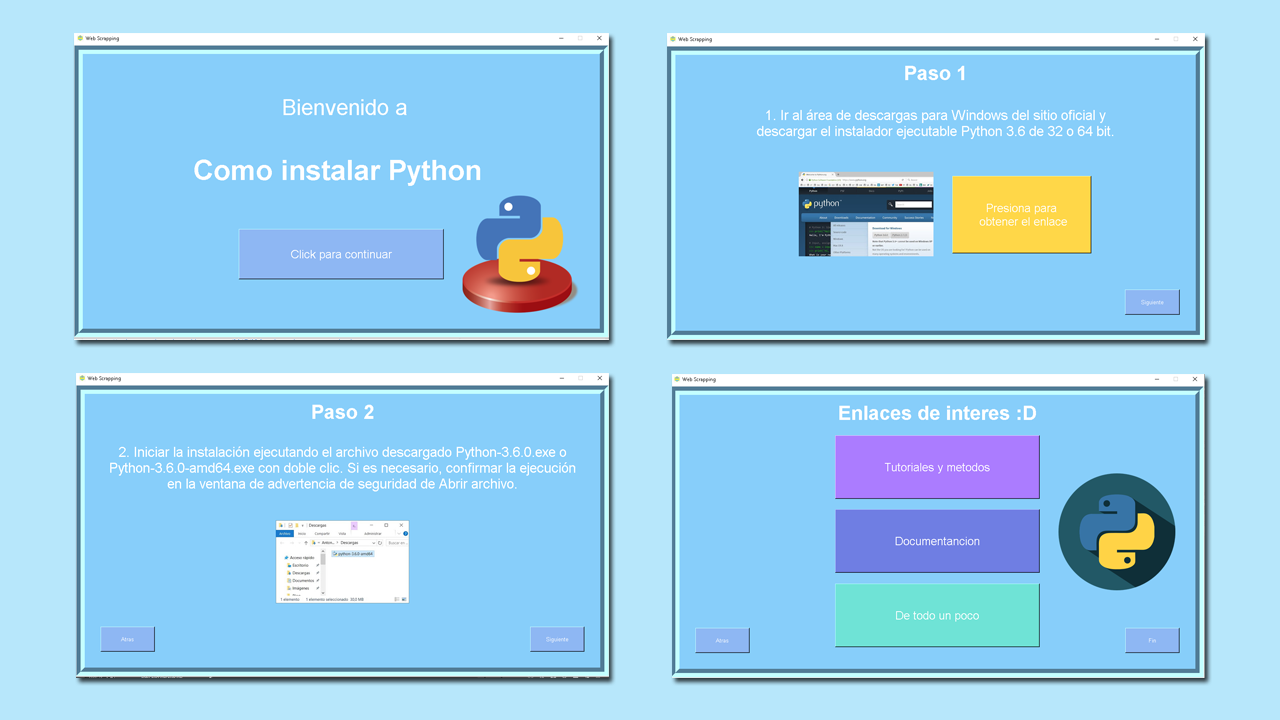 Web Scrapping
Bienvenido a
Como instalar Python
Click para continuar
Web Scrapping
Paso 1
1. Ir al área de descargas para Windows del sitio oficial y
descargar el instalador ejecutable Python 3.6 de 32 o 64 bit.
python
Presiona para
obtener el enlace
Siguiente
Web Scrapping
Paso 2
2. Iniciar la instalación ejecutando el archivo descargado Python-3.6.0.exe o
Python-3.6.0-amd64.exe con doble clic. Si es necesario, confirmar la ejecución
en la ventana de advertencia de seguridad de Abrir archivo.
Descargas
Archivo Inicio Compartir Vista Administrar
Descargas
Acceso rápido
python-3.6.0-amd64
Escritorio
Descargas
Documentos
Imágenes
1 elemento 1 elemento seleccionado
Atras
Siguiente
Web Scrapping
Enlaces de interes :D
Tutoriales y metodos
Documentancion
De todo un poco
Atras
Fin